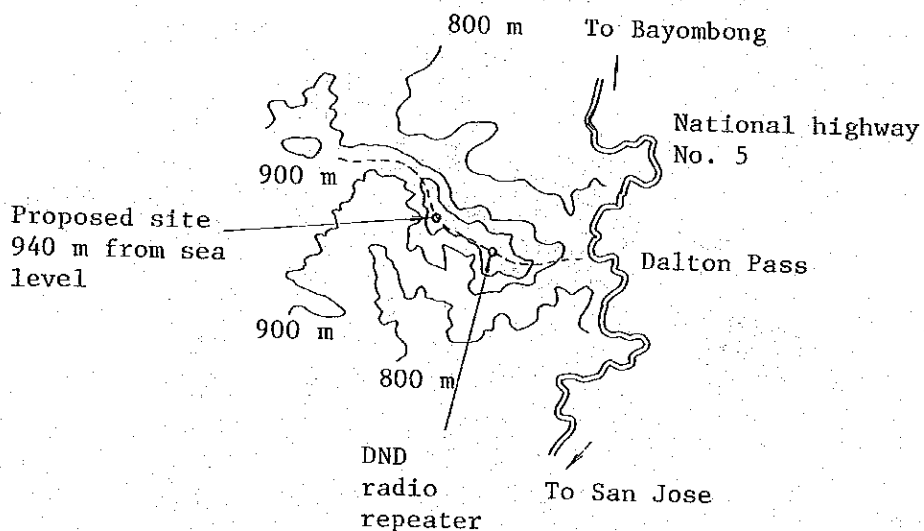 800 m
To Bayombong
National highway
No. 5
900 m
Proposed site
940 m from sea
level
Dalton Pass
900 m
800 m
DND
radio
repeater
To San Jose